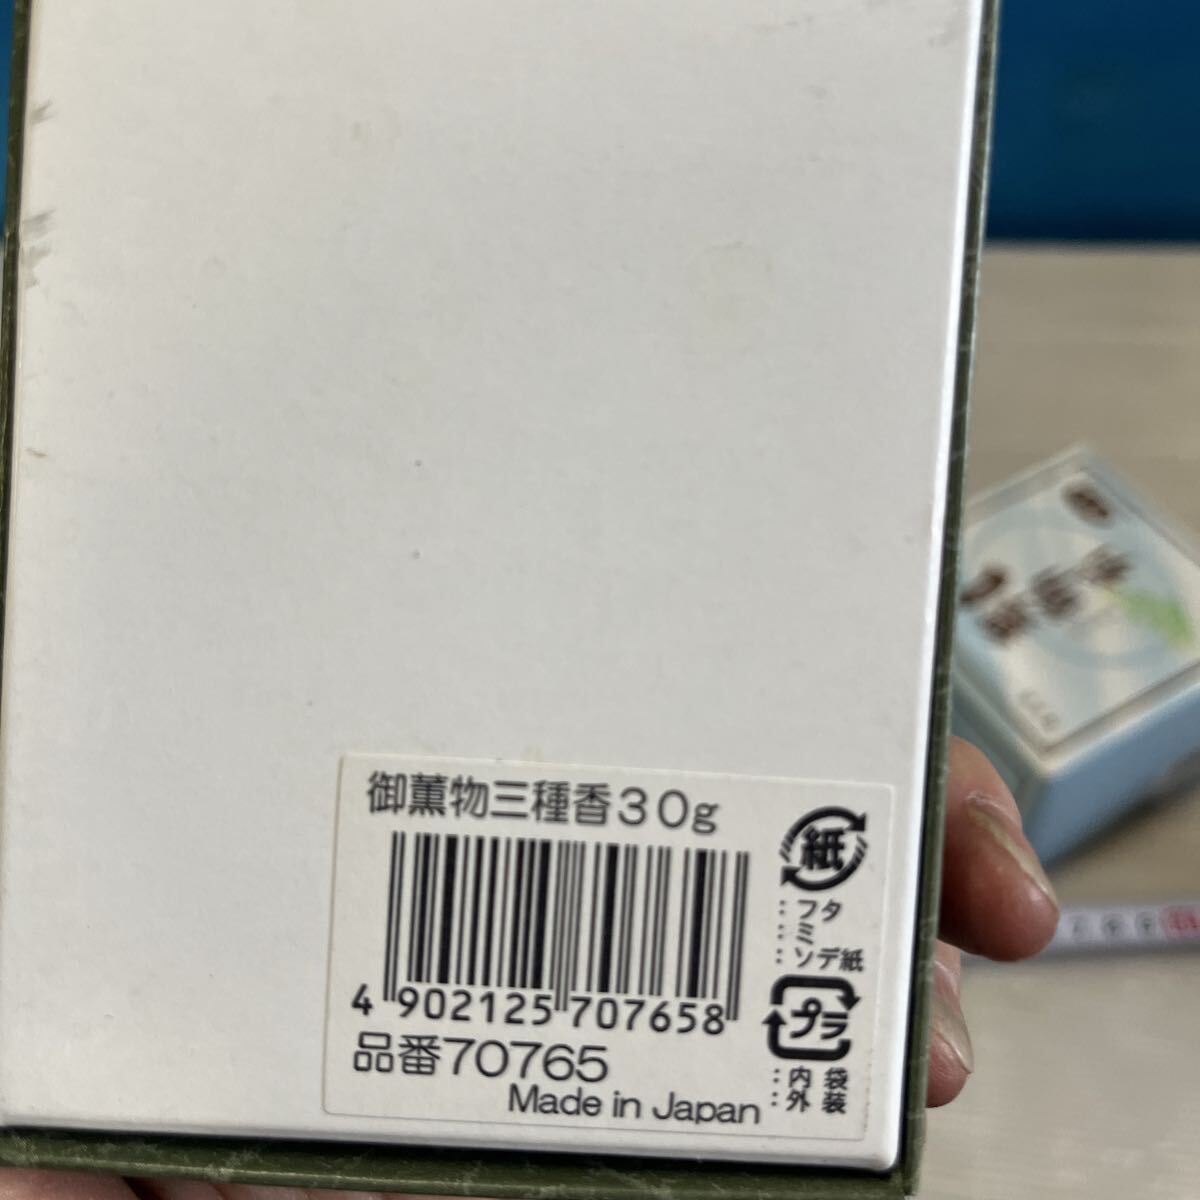 御薫物三種香30g
4 902125 707658
品番70765
Made in Japan
紙
:フタ
:ミ
:ソデ紙
プラ
:内袋
:外装